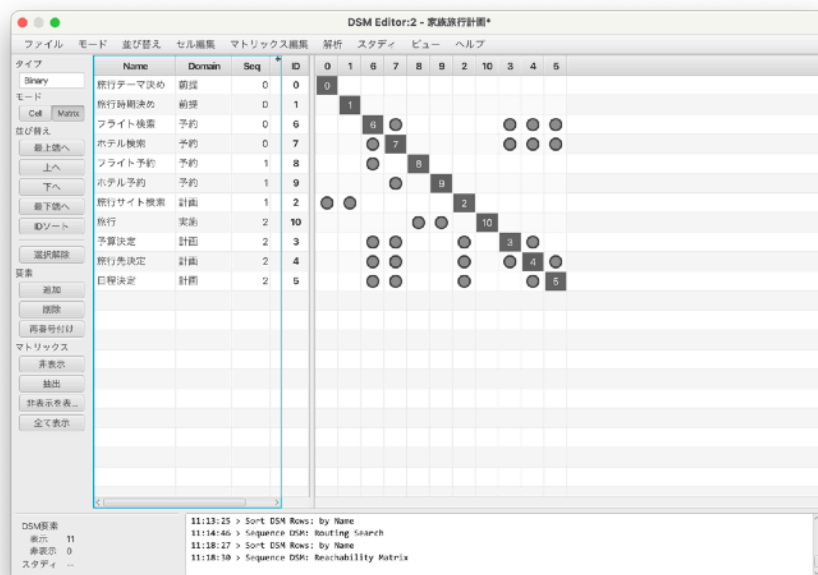 DSM Editor:2 - 家族旅行計画*
ファイル モード 並び替え セル編集 マトリックス編集 解析 スタディ ビュー ヘルプ
タイプ
Binary
モード
Cell Matrix
並び替え
最上端へ
上へ
下へ
最下端へ
IDソート
選択解除
要素
追加
削除
再番号付け
マトリックス
非表示
抽出
非表示を表...
全て表示
Name Domain Seq ID 0 1 6 7 8 9 2 10 3 4 5
旅行テーマ決め 前提 0 0 0
旅行時期決め 前提 0 1 1
フライト検索 予約 0 6 6
ホテル検索 予約 0 7 7
フライト予約 予約 1 8 8
ホテル予約 予約 1 9 9
旅行サイト検索 計画 1 2 2
旅行 実施 2 10 10
予算決定 計画 2 3 3
旅行先決定 計画 2 4 4
日程決定 計画 2 5 5
DSM要素
表示 11
非表示 0
スタディ --
11:13:25 > Sort DSM Rows: by Name
11:14:46 > Sequence DSM: Routing Search
11:18:27 > Sort DSM Rows: by Name
11:18:30 > Sequence DSM: Reachability Matrix